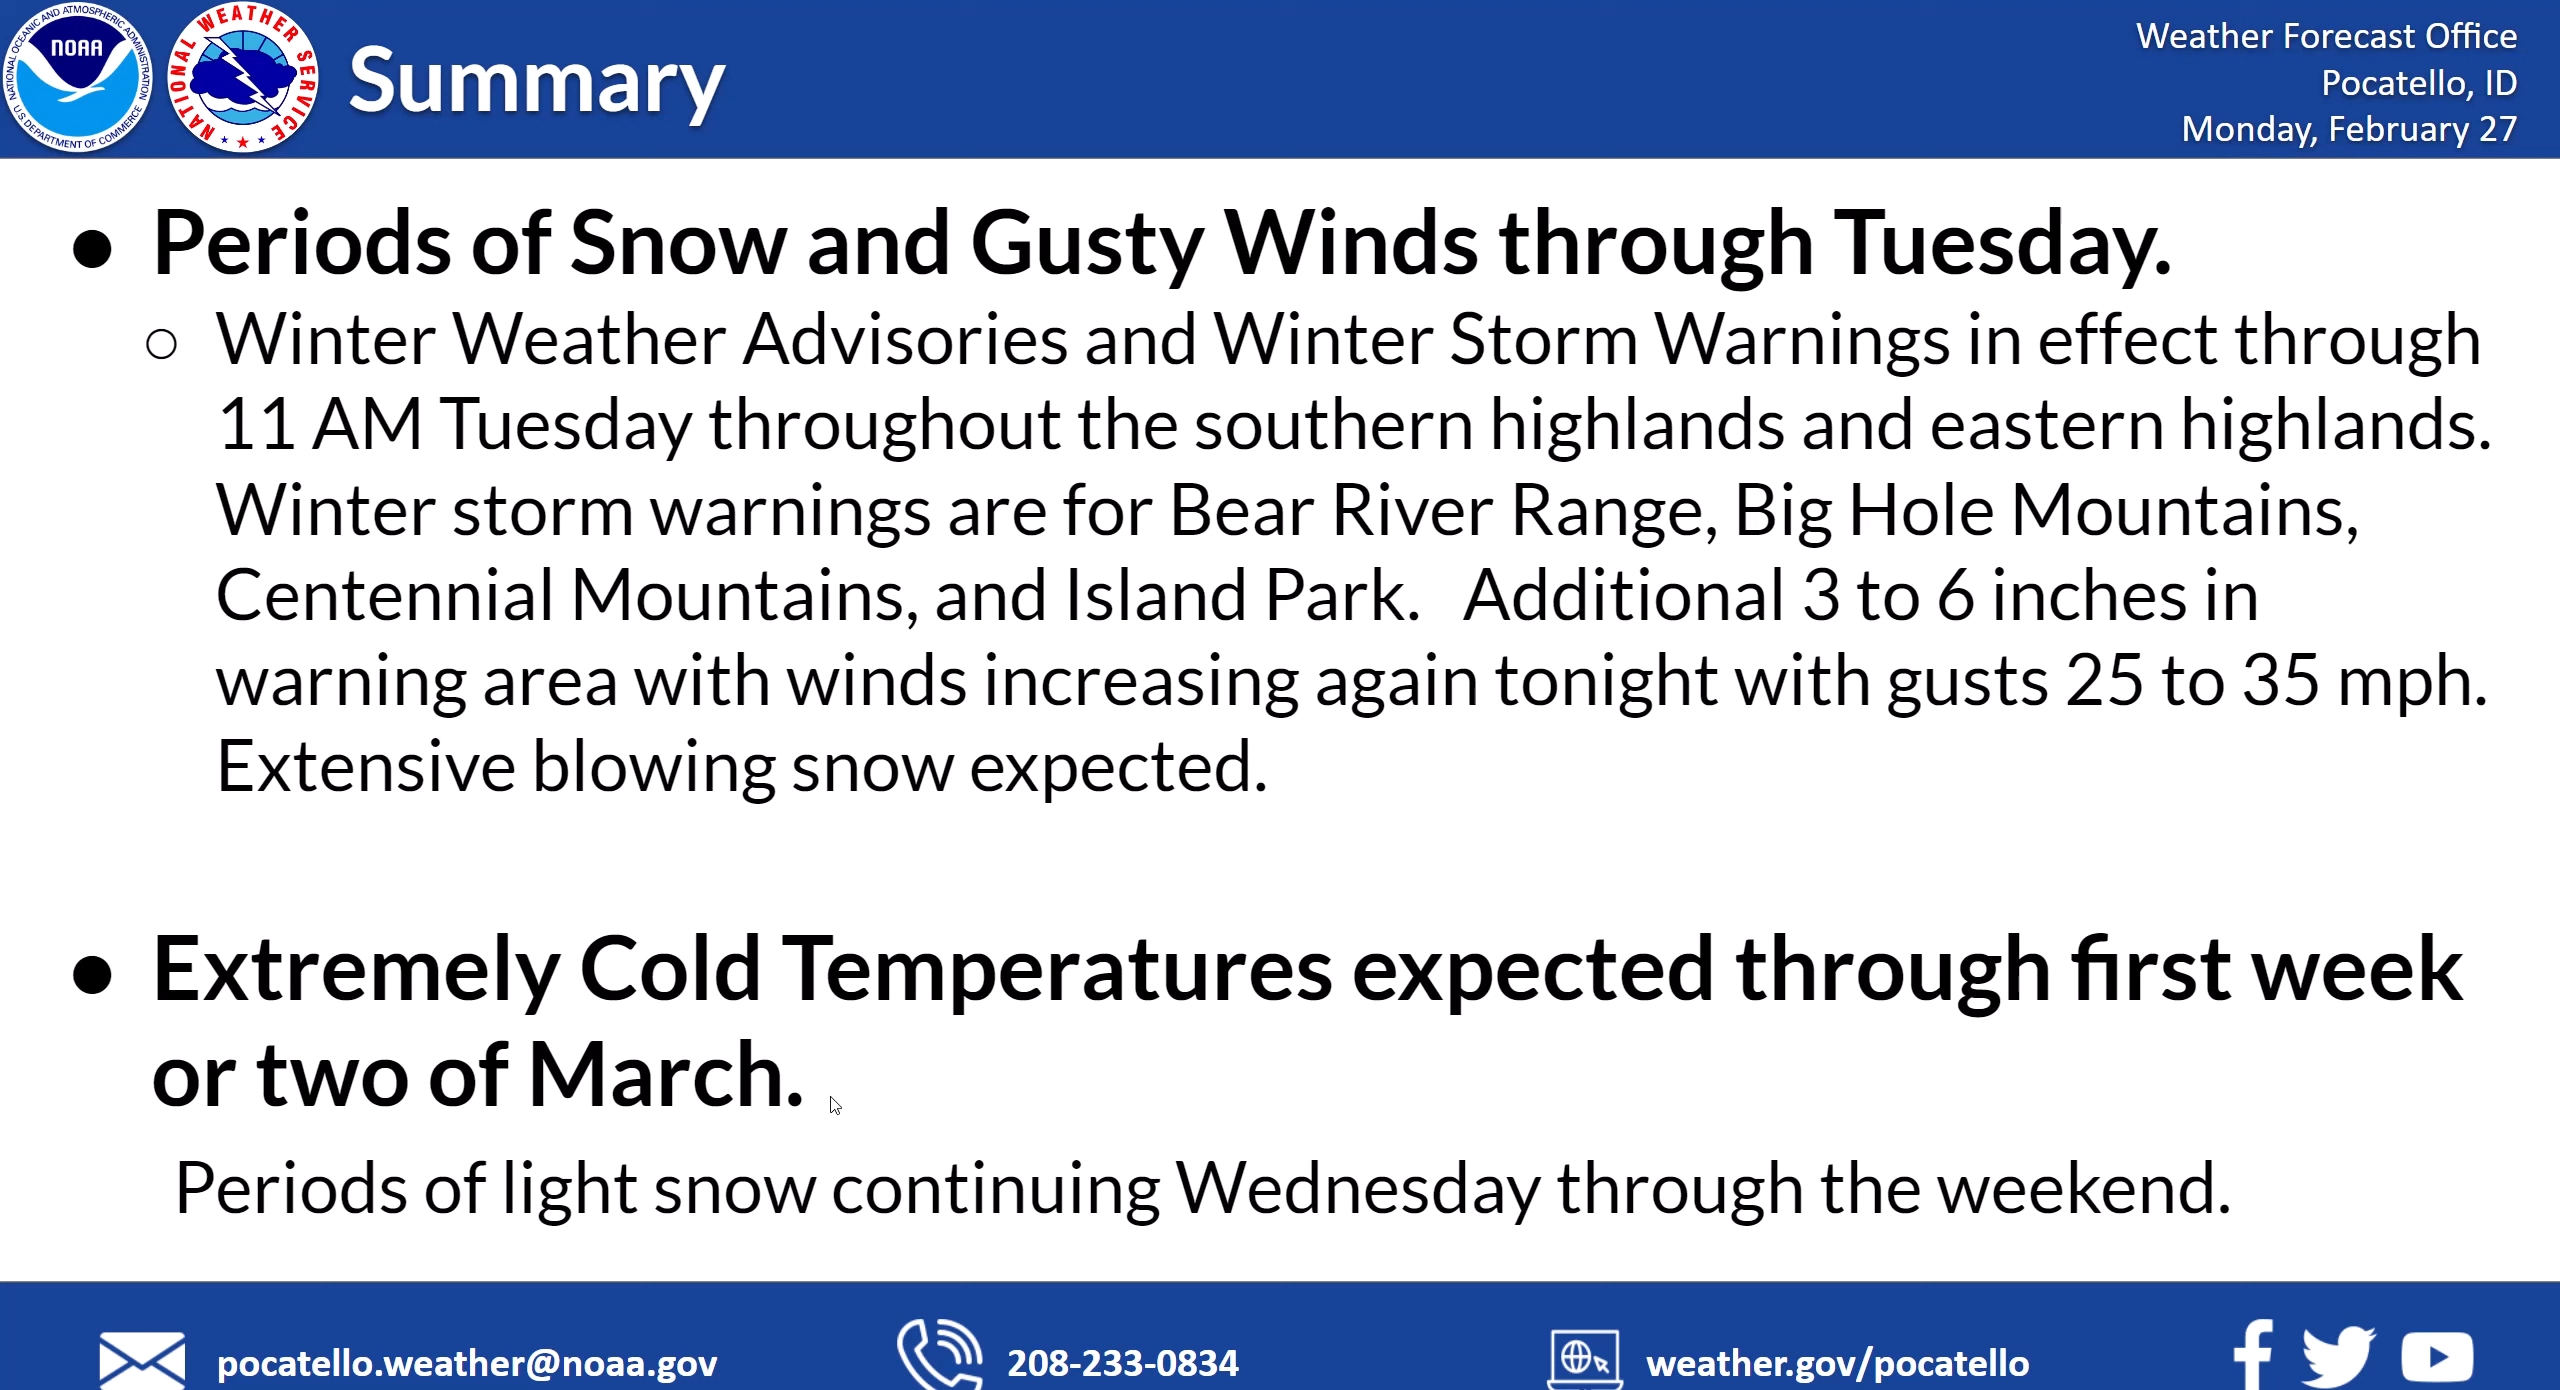 NATIONAL OCEANIC AND ATMOSPHERIC ADMINISTRATION
U.S. DEPARTMENT OF COMMERCE
NOAA
NATIONAL WEATHER SERVICE
Summary
Weather Forecast Office
Pocatello, ID
Monday, February 27
● Periods of Snow and Gusty Winds through Tuesday.
○ Winter Weather Advisories and Winter Storm Warnings in effect through
11 AM Tuesday throughout the southern highlands and eastern highlands.
Winter storm warnings are for Bear River Range, Big Hole Mountains,
Centennial Mountains, and Island Park.   Additional 3 to 6 inches in
warning area with winds increasing again tonight with gusts 25 to 35 mph.
Extensive blowing snow expected.
● Extremely Cold Temperatures expected through first week
or two of March.
Periods of light snow continuing Wednesday through the weekend.
pocatello.weather@noaa.gov
208-233-0834
weather.gov/pocatello